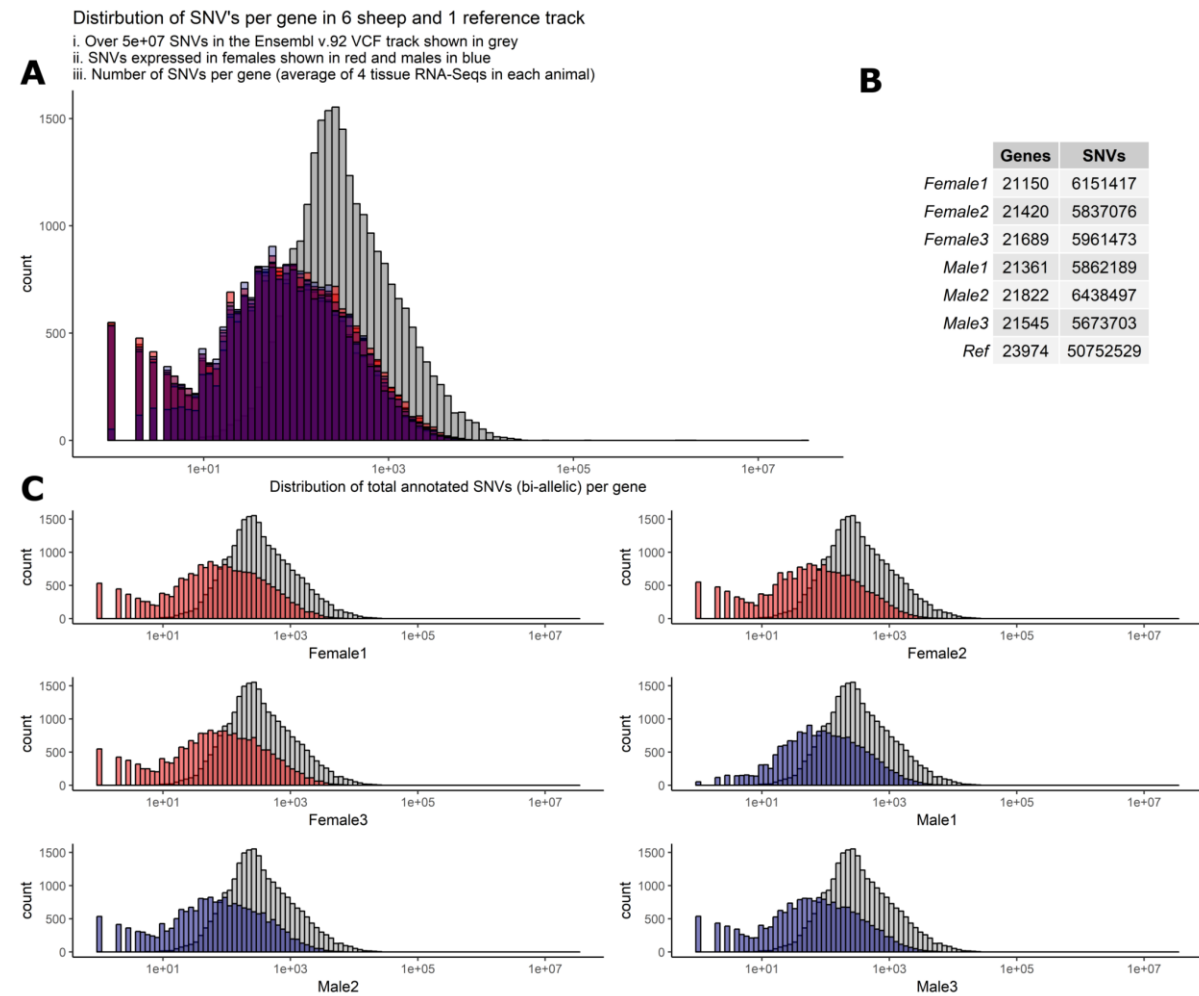 Distirbution of SNV's per gene in 6 sheep and 1 reference track
i. Over 5e+07 SNVs in the Ensembl v.92 VCF track shown in grey
ii. SNVs expressed in females shown in red and males in blue
iii. Number of SNVs per gene (average of 4 tissue RNA-Seqs in each animal)
A
1500
1000
500
0
count
1e+01 1e+03 1e+05 1e+07
Distribution of total annotated SNVs (bi-allelic) per gene
B
Genes SNVs
Female1 21150 6151417
Female2 21420 5837076
Female3 21689 5961473
Male1 21361 5862189
Male2 21822 6438497
Male3 21545 5673703
Ref 23974 50752529
C
1500
1000
500
0
count
1e+01 1e+03 1e+05 1e+07
Female1
1500
1000
500
0
count
1e+01 1e+03 1e+05 1e+07
Female2
1500
1000
500
0
count
1e+01 1e+03 1e+05 1e+07
Female3
1500
1000
500
0
count
1e+01 1e+03 1e+05 1e+07
Male1
1500
1000
500
0
count
1e+01 1e+03 1e+05 1e+07
Male2
1500
1000
500
0
count
1e+01 1e+03 1e+05 1e+07
Male3